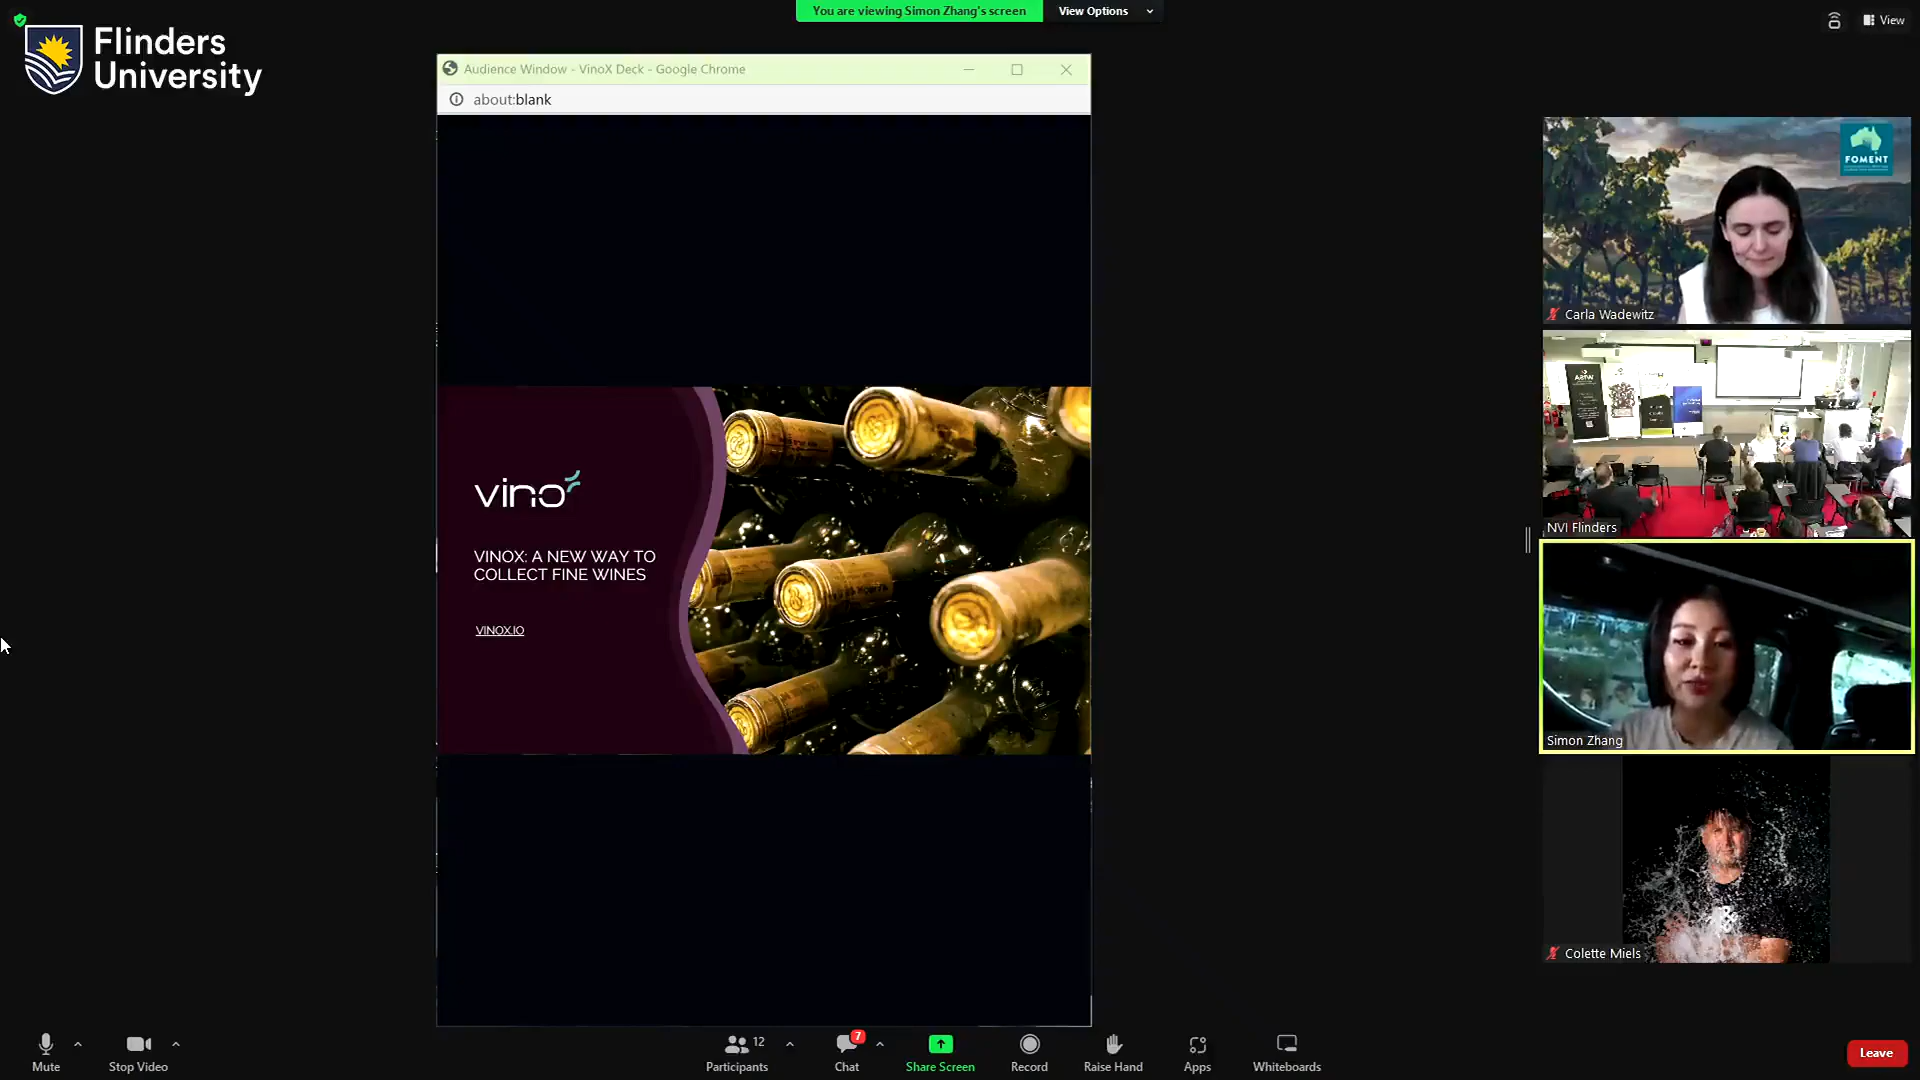 You are viewing Simon Zhang's screen
View Options
View
Flinders
University
Audience Window - VinoX Deck - Google Chrome
about:blank
FOMENT
Carla Wadewitz
NVI Flinders
vino
VINOX: A NEW WAY TO
COLLECT FINE WINES
VINOX.IO
Simon Zhang
Colette Miels
Mute
Stop Video
12
Participants
7
Chat
Share Screen
Record
Raise Hand
Apps
Whiteboards
Leave